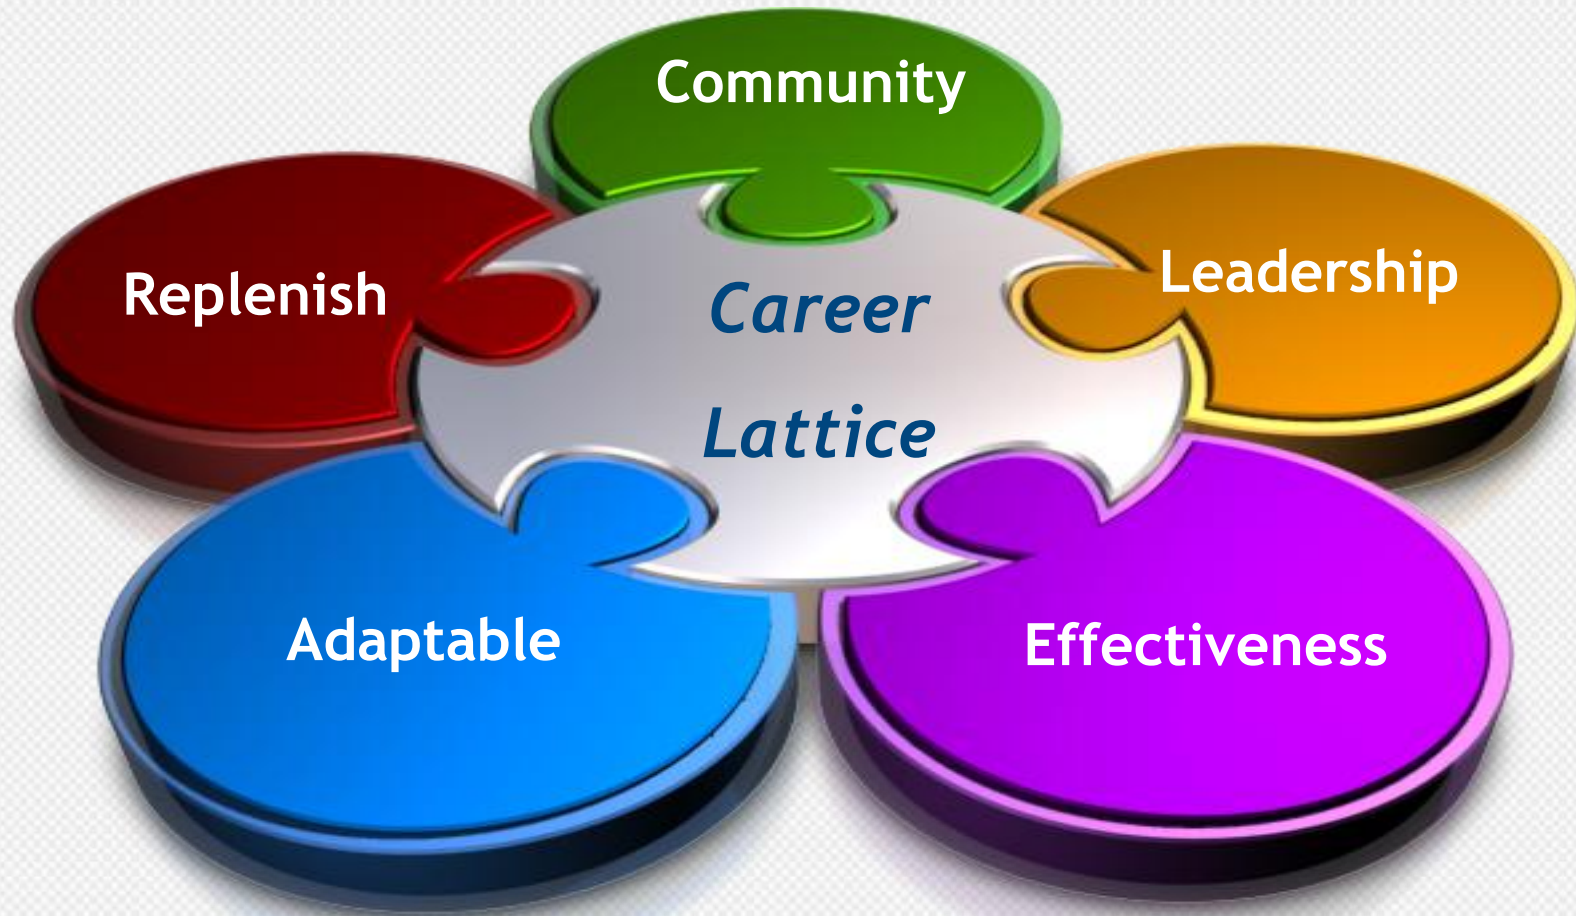 Community
Replenish
Leadership
Career
Lattice
Adaptable
Effectiveness